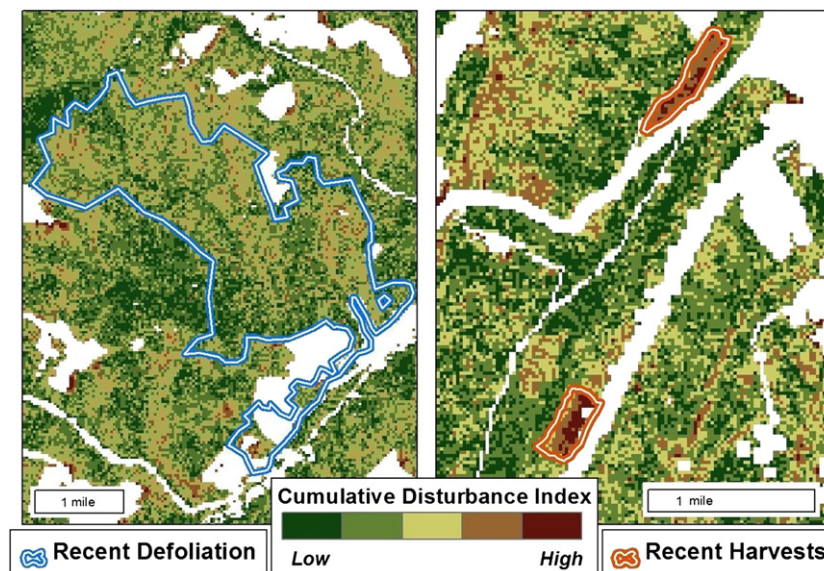 1 mile
1 mile
Cumulative Disturbance Index
Low
High
Recent Defoliation
Recent Harvests